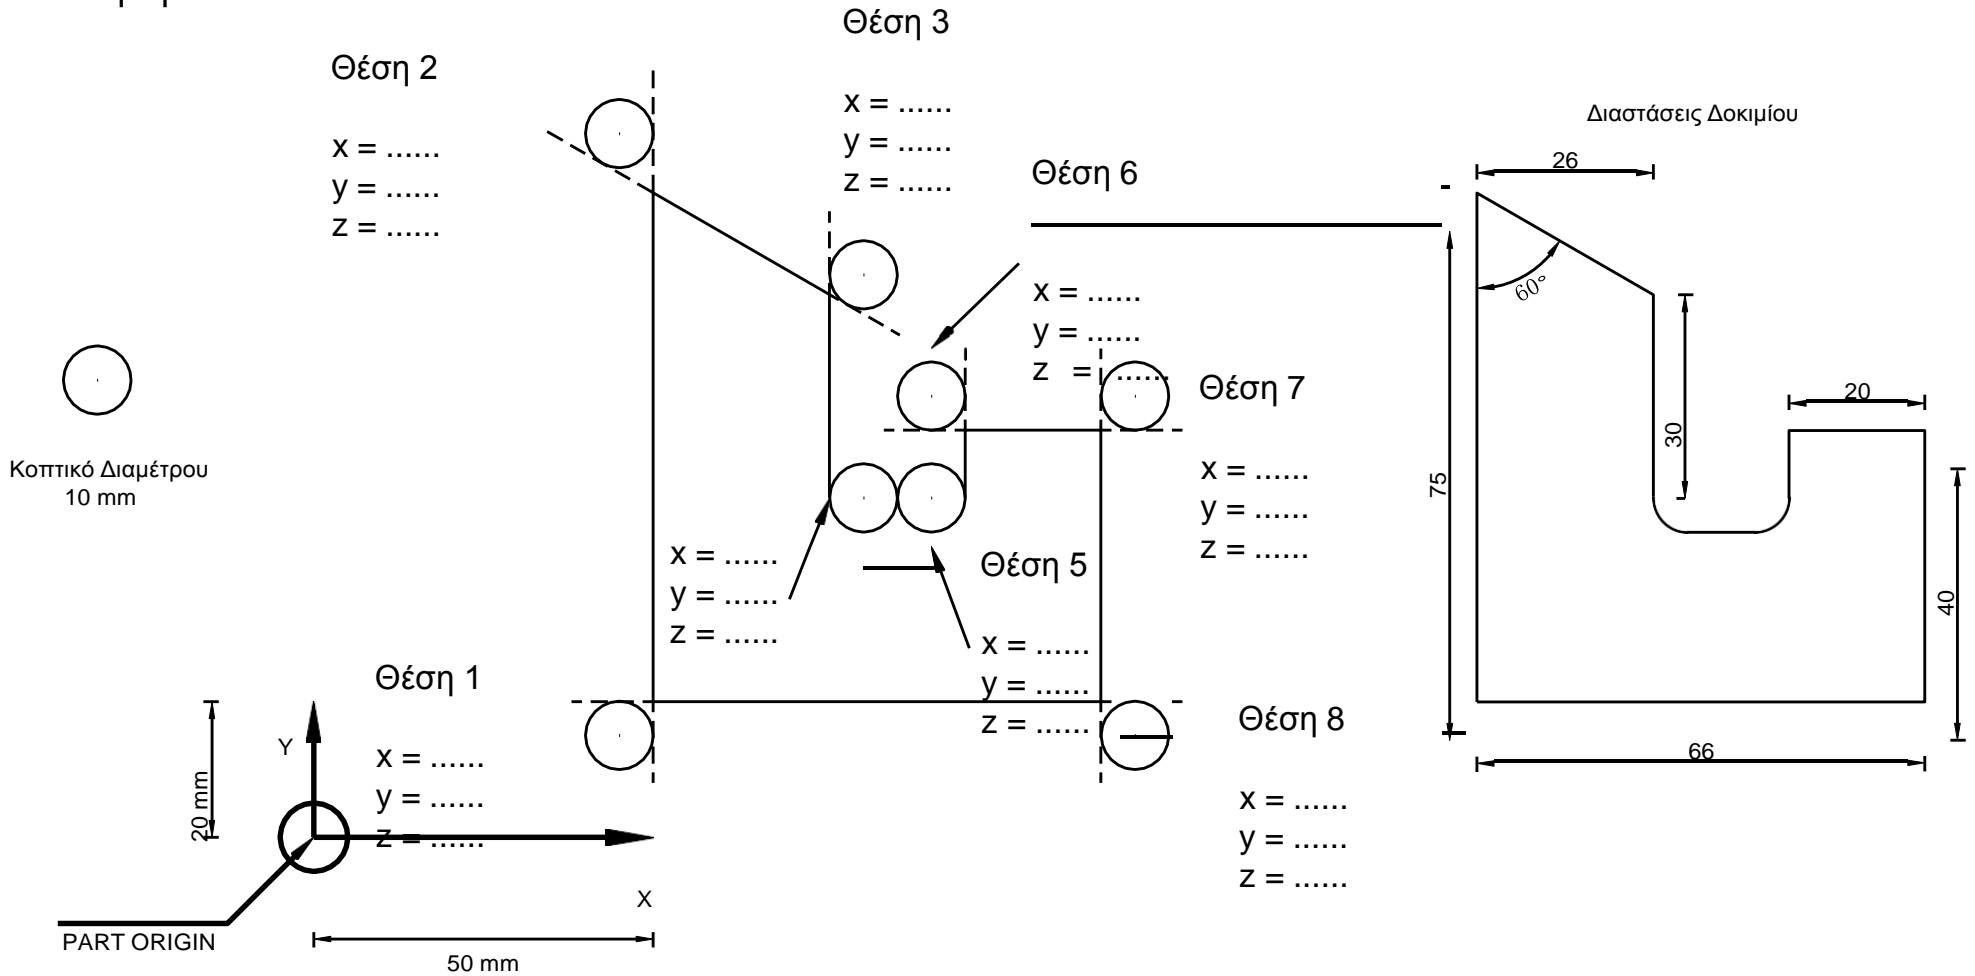 Θέση 3
Θέση 2
x = ......
y = ......
z = ......
x = ......
y = ......
z = ......
Θέση 6
x = ......
y = ......
z = ......
Θέση 7
x = ......
y = ......
z = ......
Κοπτικό Διαμέτρου
10 mm
x = ......
y = ......
z = ......
Θέση 5
x = ......
y = ......
z = ......
Θέση 1
x = ......
y = ......
z = ......
Θέση 8
x = ......
y = ......
z = ......
Y
20 mm
X
PART ORIGIN
50 mm
Διαστάσεις Δοκιμίου
26
60°
20
30
75
40
66